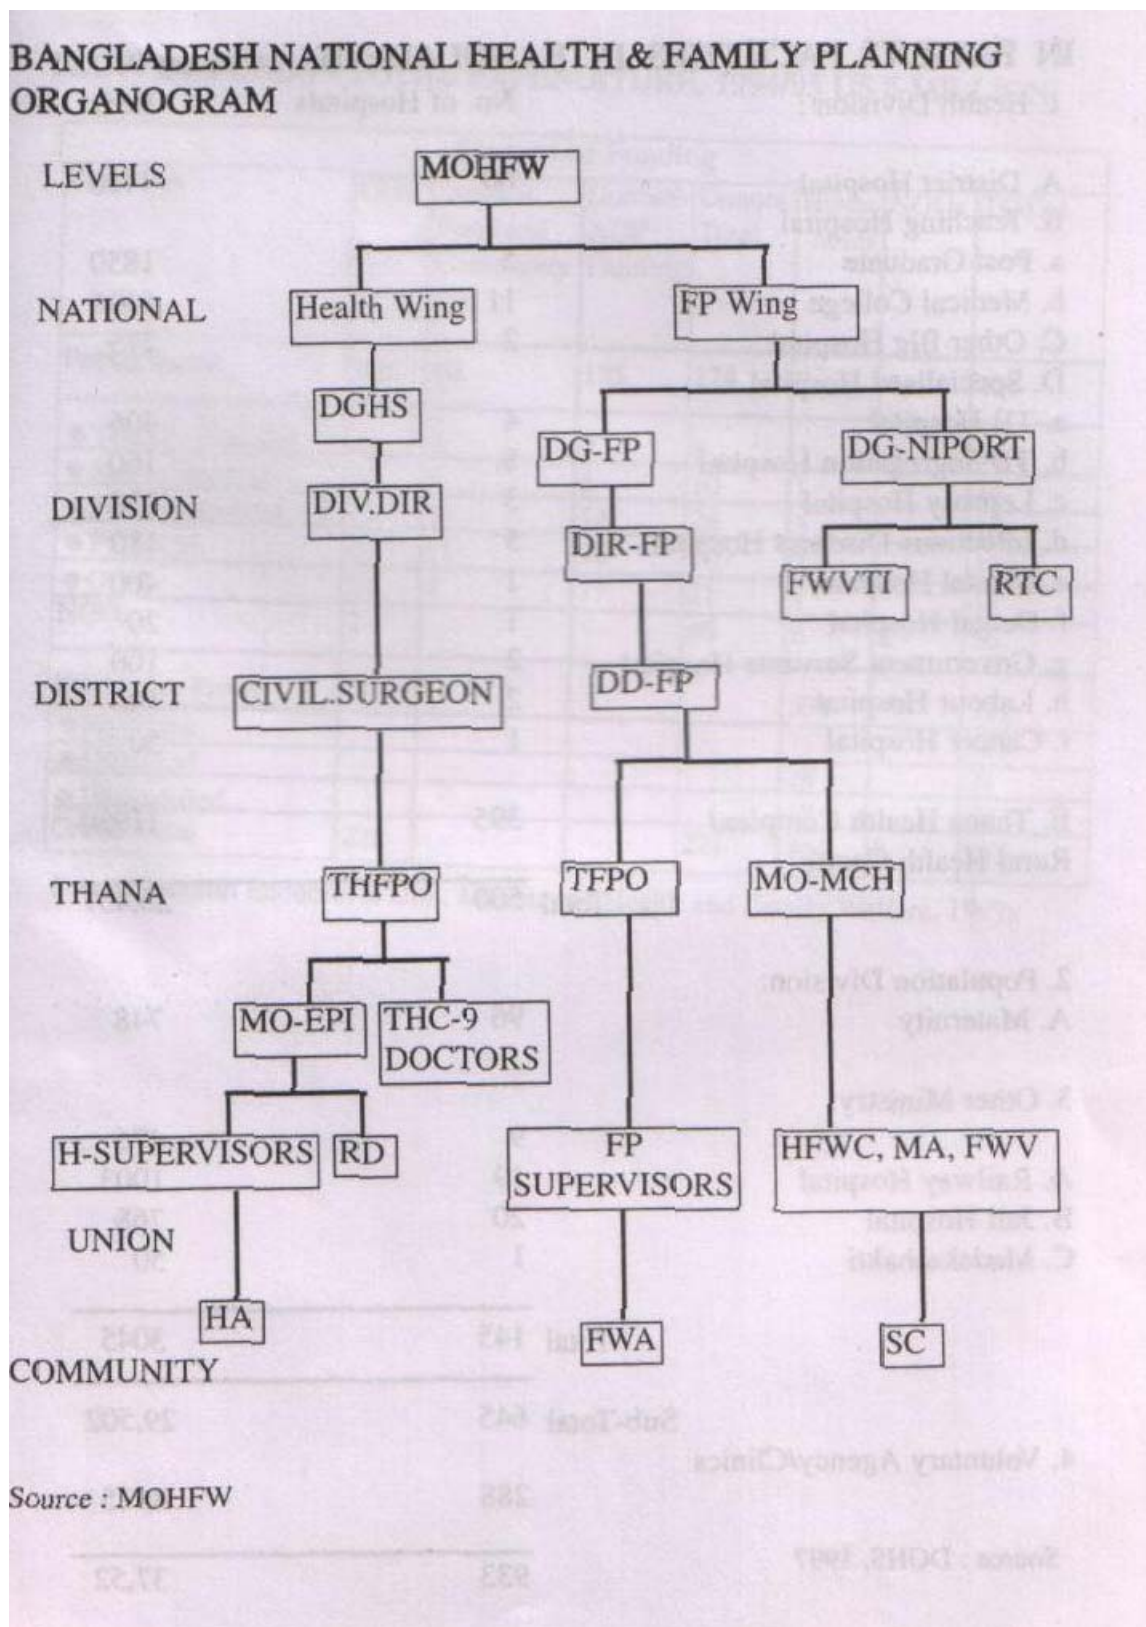 BANGLADESH NATIONAL HEALTH & FAMILY PLANNING
ORGANOGRAM
LEVELS
MOHFW
NATIONAL
Health Wing
FP Wing
DGHS
DG-FP
DG-NIPORT
DIVISION
DIV.DIR
DIR-FP
FWVTI
RTC
DISTRICT
CIVIL.SURGEON
DD-FP
THANA
THFPO
TFPO
MO-MCH
MO-EPI
THC-9
DOCTORS
H-SUPERVISORS
RD
FP
SUPERVISORS
HFWC, MA, FWV
UNION
HA
FWA
SC
COMMUNITY
Source : MOHFW